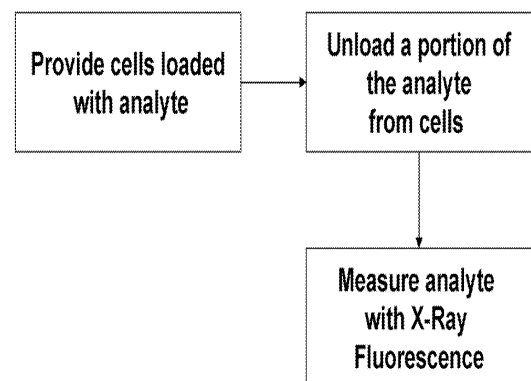 Provide cells loaded
with analyte
Unload a portion of
the analyte
from cells
Measure analyte
with X-Ray
Fluorescence